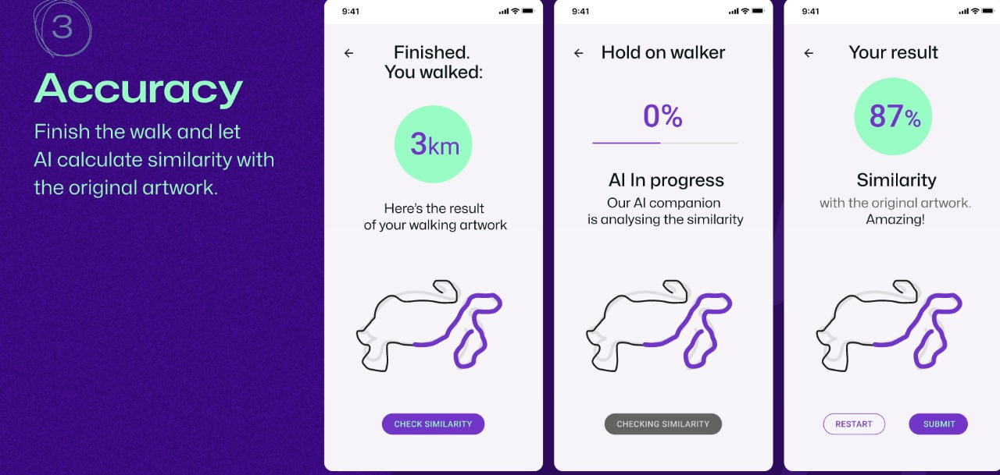 3
Accuracy
Finish the walk and let
AI calculate similarity with
the original artwork.
9:41
Finished.
You walked:
3km
Here's the result
of your walking artwork
CHECK SIMILARITY
9:41
Hold on walker
0%
AI In progress
Our AI companion
is analysing the similarity
CHECKING SIMILARITY
9:41
Your result
87%
Similarity
with the original artwork.
Amazing!
RESTART
SUBMIT